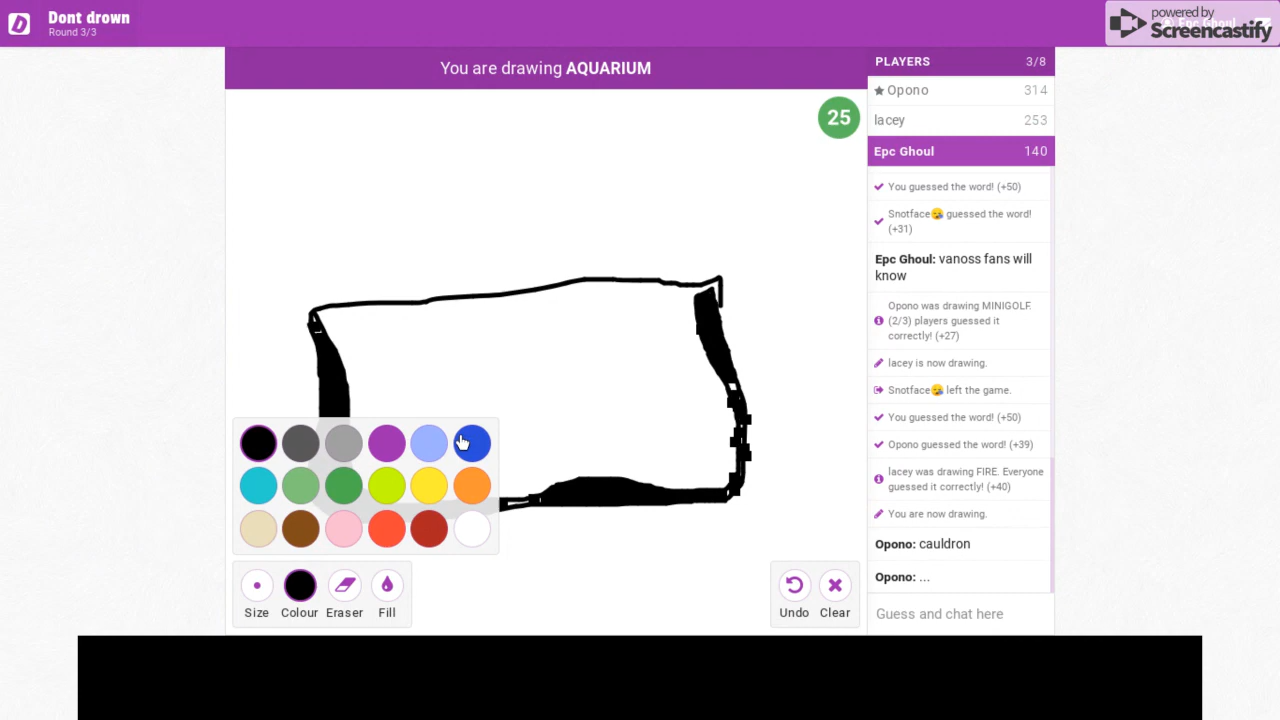 Dont drown
Round 3/3
powered by
Screencastify
You are drawing AQUARIUM
25
PLAYERS 3/8
Opono 314
lacey 253
Epc Ghoul 140
You guessed the word! (+50)
Snotface😪 guessed the word!
(+31)
Epc Ghoul: vanoss fans will
know
Opono was drawing MINIGOLF.
(2/3) players guessed it
correctly! (+27)
lacey is now drawing.
Snotface😪 left the game.
You guessed the word! (+50)
Opono guessed the word! (+39)
lacey was drawing FIRE. Everyone
guessed it correctly! (+40)
You are now drawing.
Opono: cauldron
Opono: ...
Guess and chat here
Size Colour Eraser Fill
Undo Clear